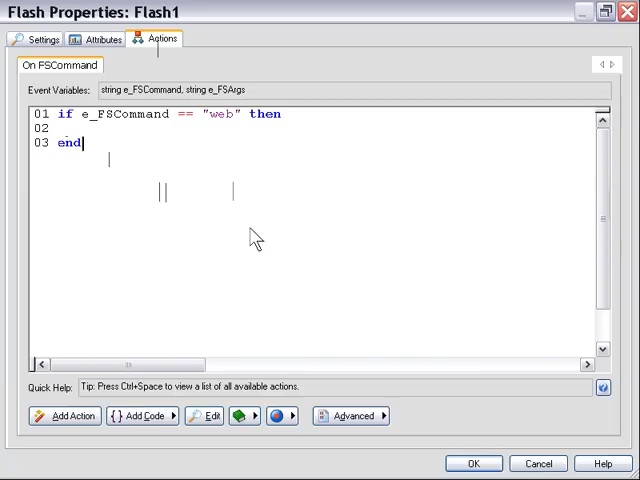 Flash Properties: Flash1
Settings
Attributes
Actions
On FSCommand
Event Variables:
string e_FSCommand, string e_FSArgs
01 if e_FSCommand == "web" then
02
03 end
Quick Help:
Tip: Press Ctrl+Space to view a list of all available actions.
Add Action
{ } Add Code
Edit
Advanced
OK
Cancel
Help